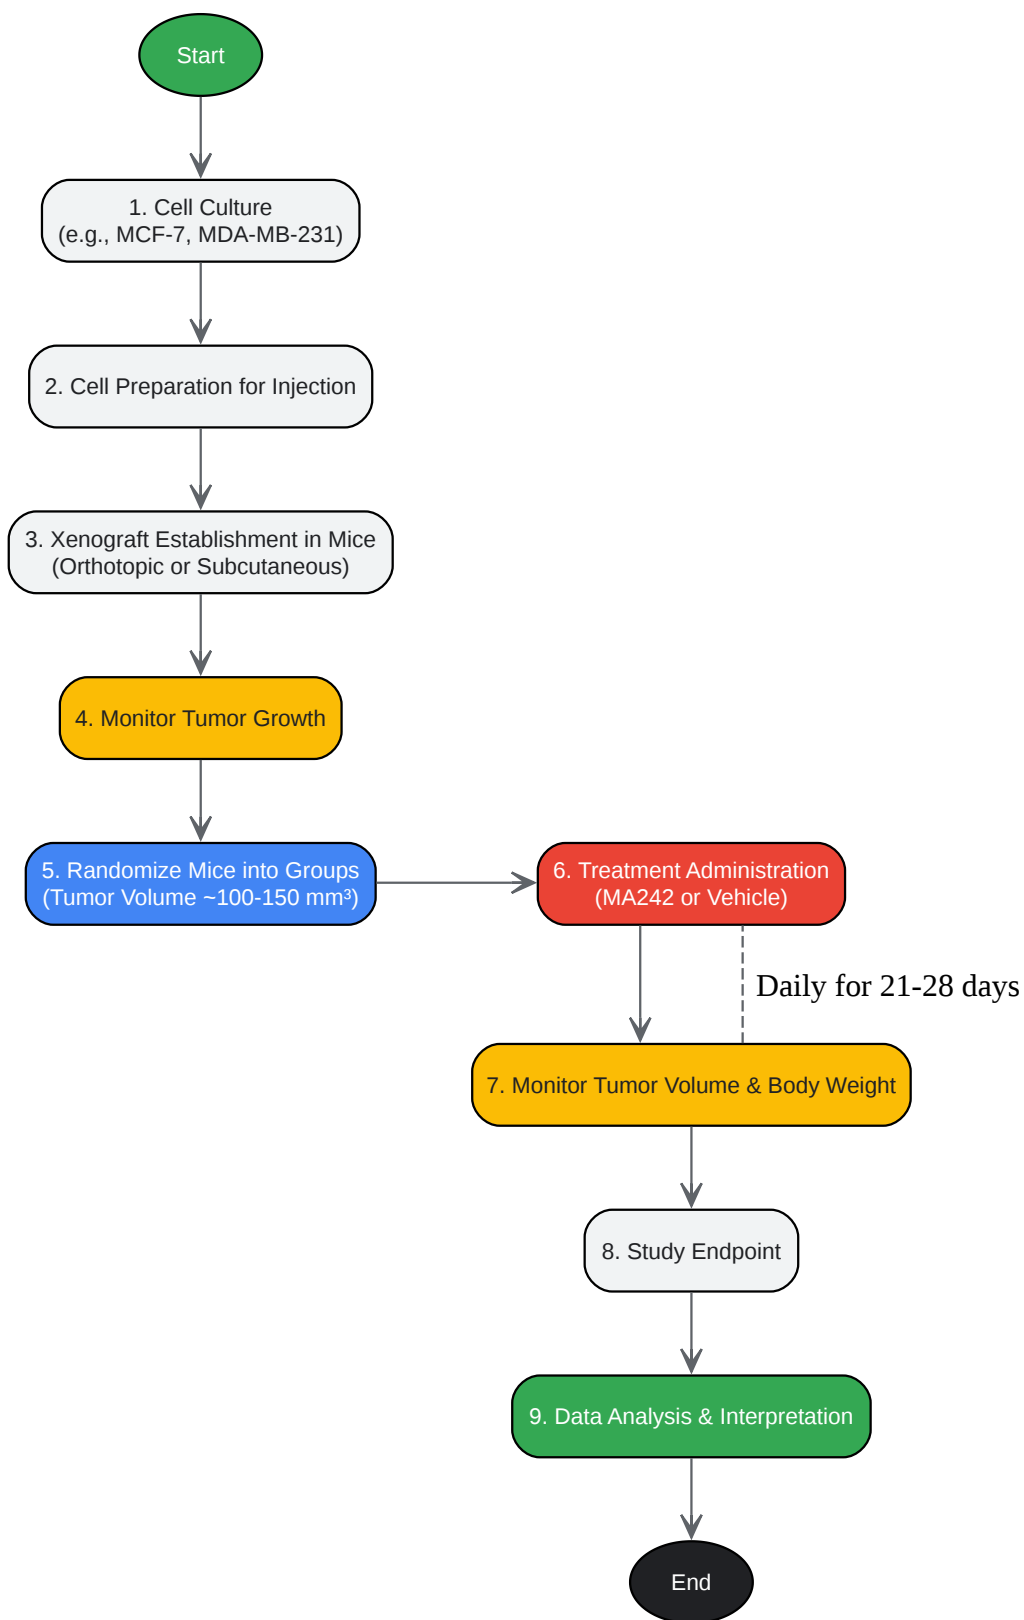 Start
1. Cell Culture
(e.g., MCF-7, MDA-MB-231)
2. Cell Preparation for Injection
3. Xenograft Establishment in Mice
(Orthotopic or Subcutaneous)
4. Monitor Tumor Growth
5. Randomize Mice into Groups
(Tumor Volume ~100-150 mm³)
6. Treatment Administration
(MA242 or Vehicle)
Daily for 21-28 days
7. Monitor Tumor Volume & Body Weight
8. Study Endpoint
9. Data Analysis & Interpretation
End